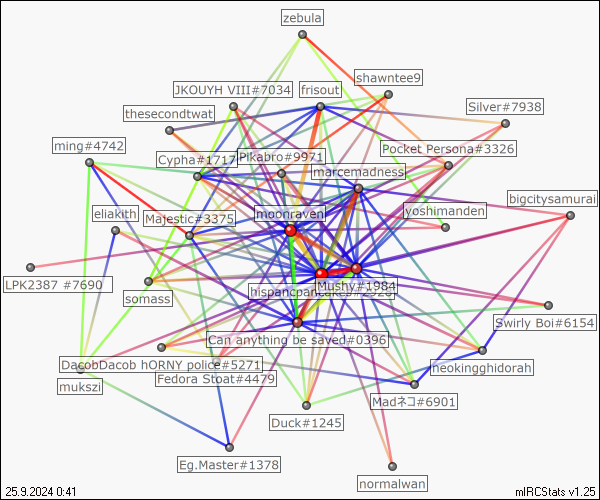 zebula
shawntee9
JKOUYH VIII#7034
frisout
thesecondtwat
Silver#7938
ming#4742
Pocket Persona#3326
Cypha#1717
Pikabro#9971
marcemadness
bigcitysamurai
eliakith
Majestic#3375
moonraven
yoshimanden
LPK2387 #7690
somass
Mushy#1984
Swirly Boi#6154
Can anything be saved#0396
DacobDacob hORNY police#5271
neokingghidorah
mukszi
Fedora Stoat#4479
Madネコ#6901
Duck#1245
Eg.Master#1378
normalwan
25.9.2024 0:41
mIRCStats v1.25